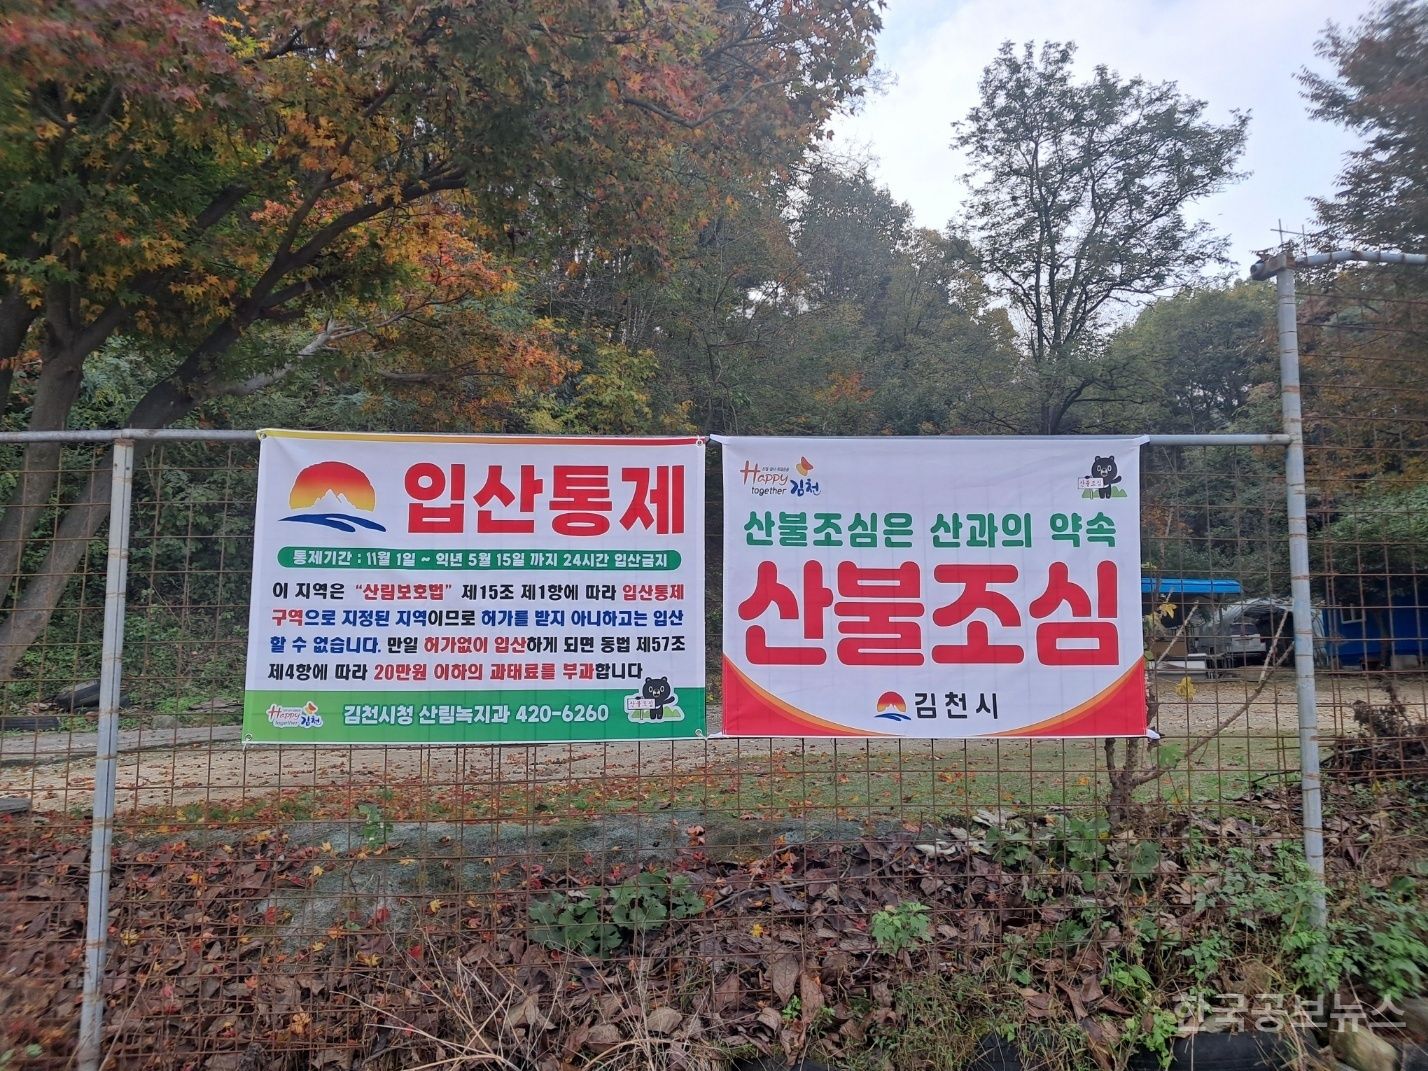 입산통제
통제기간 : 11월 1일 ~ 익년 5월 15일 까지 24시간 입산금지
이 지역은 "산림보호법" 제15조 제1항에 따라 입산통제
구역으로 지정된 지역이므로 허가를 받지 아니하고는 입산
할 수 없습니다. 만일 허가없이 입산하게 되면 동법 제57조
제4항에 따라 20만원 이하의 과태료를 부과합니다
Happy
together 김천
김천시청 산림녹지과 420-6260
산불조심
Happy
together 김천
산불조심
산불조심은 산과의 약속
산불조심
김천시
한국공보뉴스